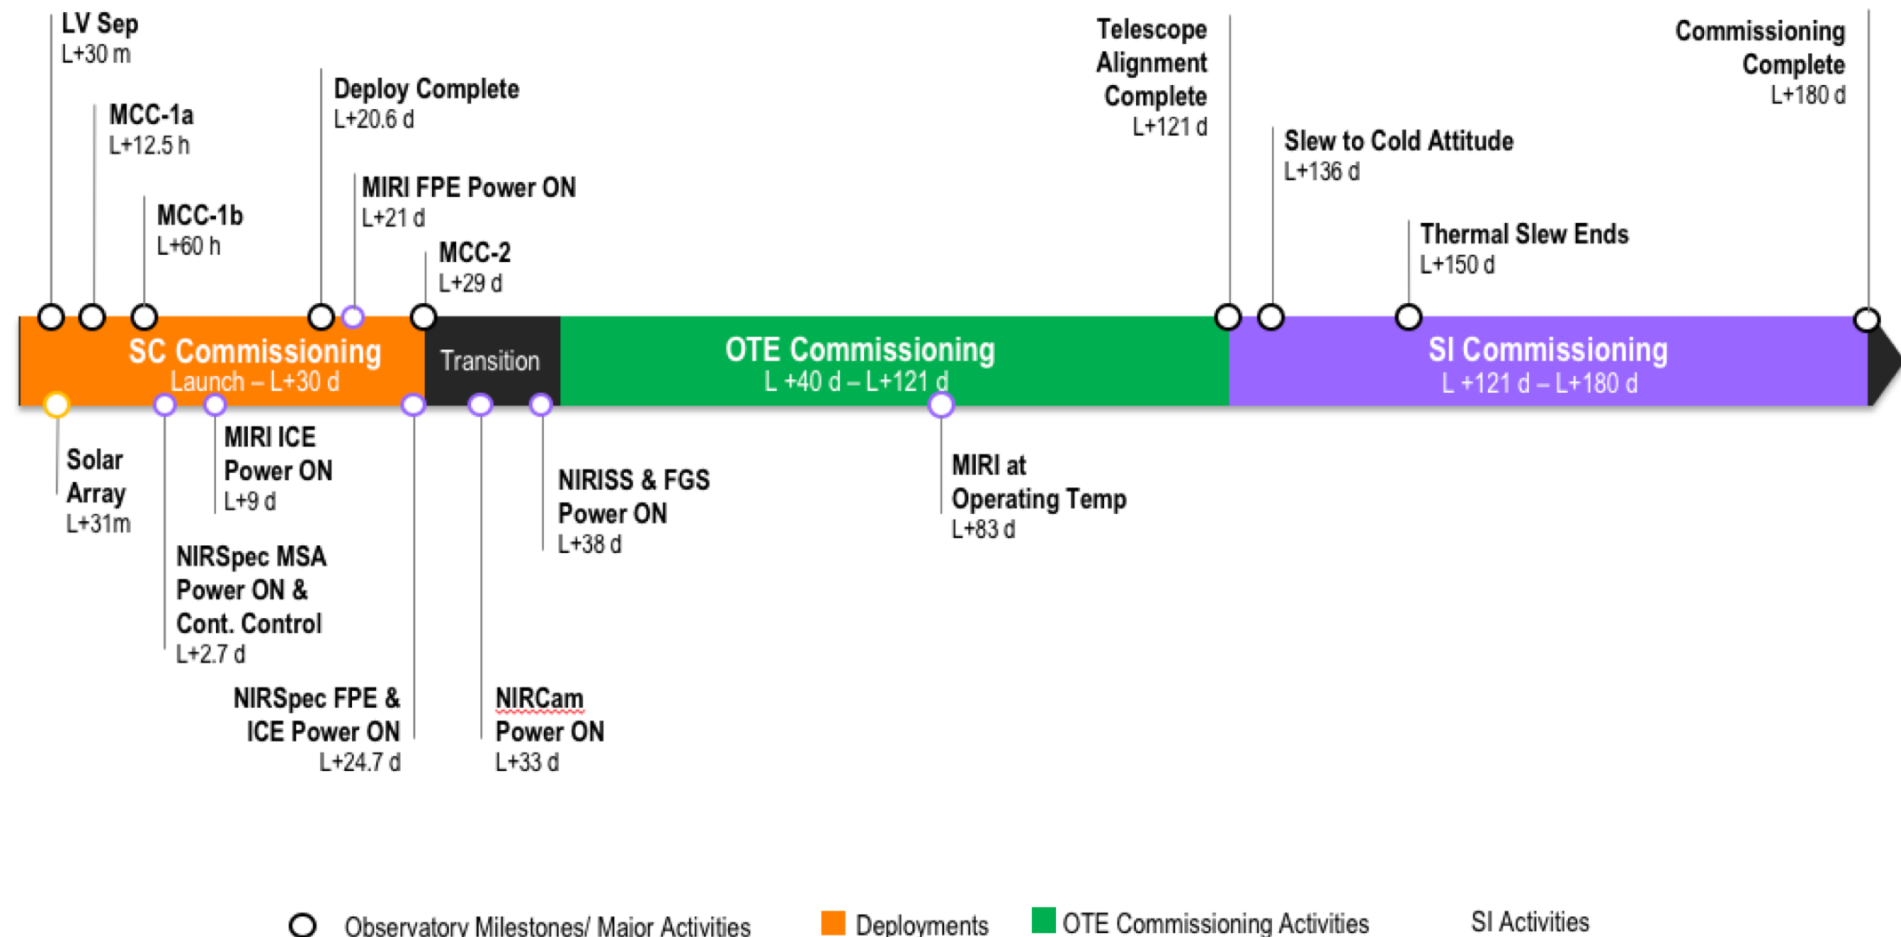 LV Sep
L+30 m
MCC-1a
L+12.5 h
MCC-1b
L+60 h
Deploy Complete
L+20.6 d
MIRI FPE Power ON
L+21 d
MCC-2
L+29 d
Telescope
Alignment
Complete
L+121 d
Slew to Cold Attitude
L+136 d
Thermal Slew Ends
L+150 d
Commissioning
Complete
L+180 d
SC Commissioning
Launch – L+30 d
Transition
OTE Commissioning
L +40 d – L+121 d
SI Commissioning
L +121 d – L+180 d
Solar
Array
L+31m
NIRSpec MSA
Power ON &
Cont. Control
L+2.7 d
MIRI ICE
Power ON
L+9 d
NIRSpec FPE &
ICE Power ON
L+24.7 d
NIRCam
Power ON
L+33 d
NIRISS & FGS
Power ON
L+38 d
MIRI at
Operating Temp
L+83 d
Observatory Milestones/ Major Activities
Deployments
OTE Commissioning Activities
SI Activities